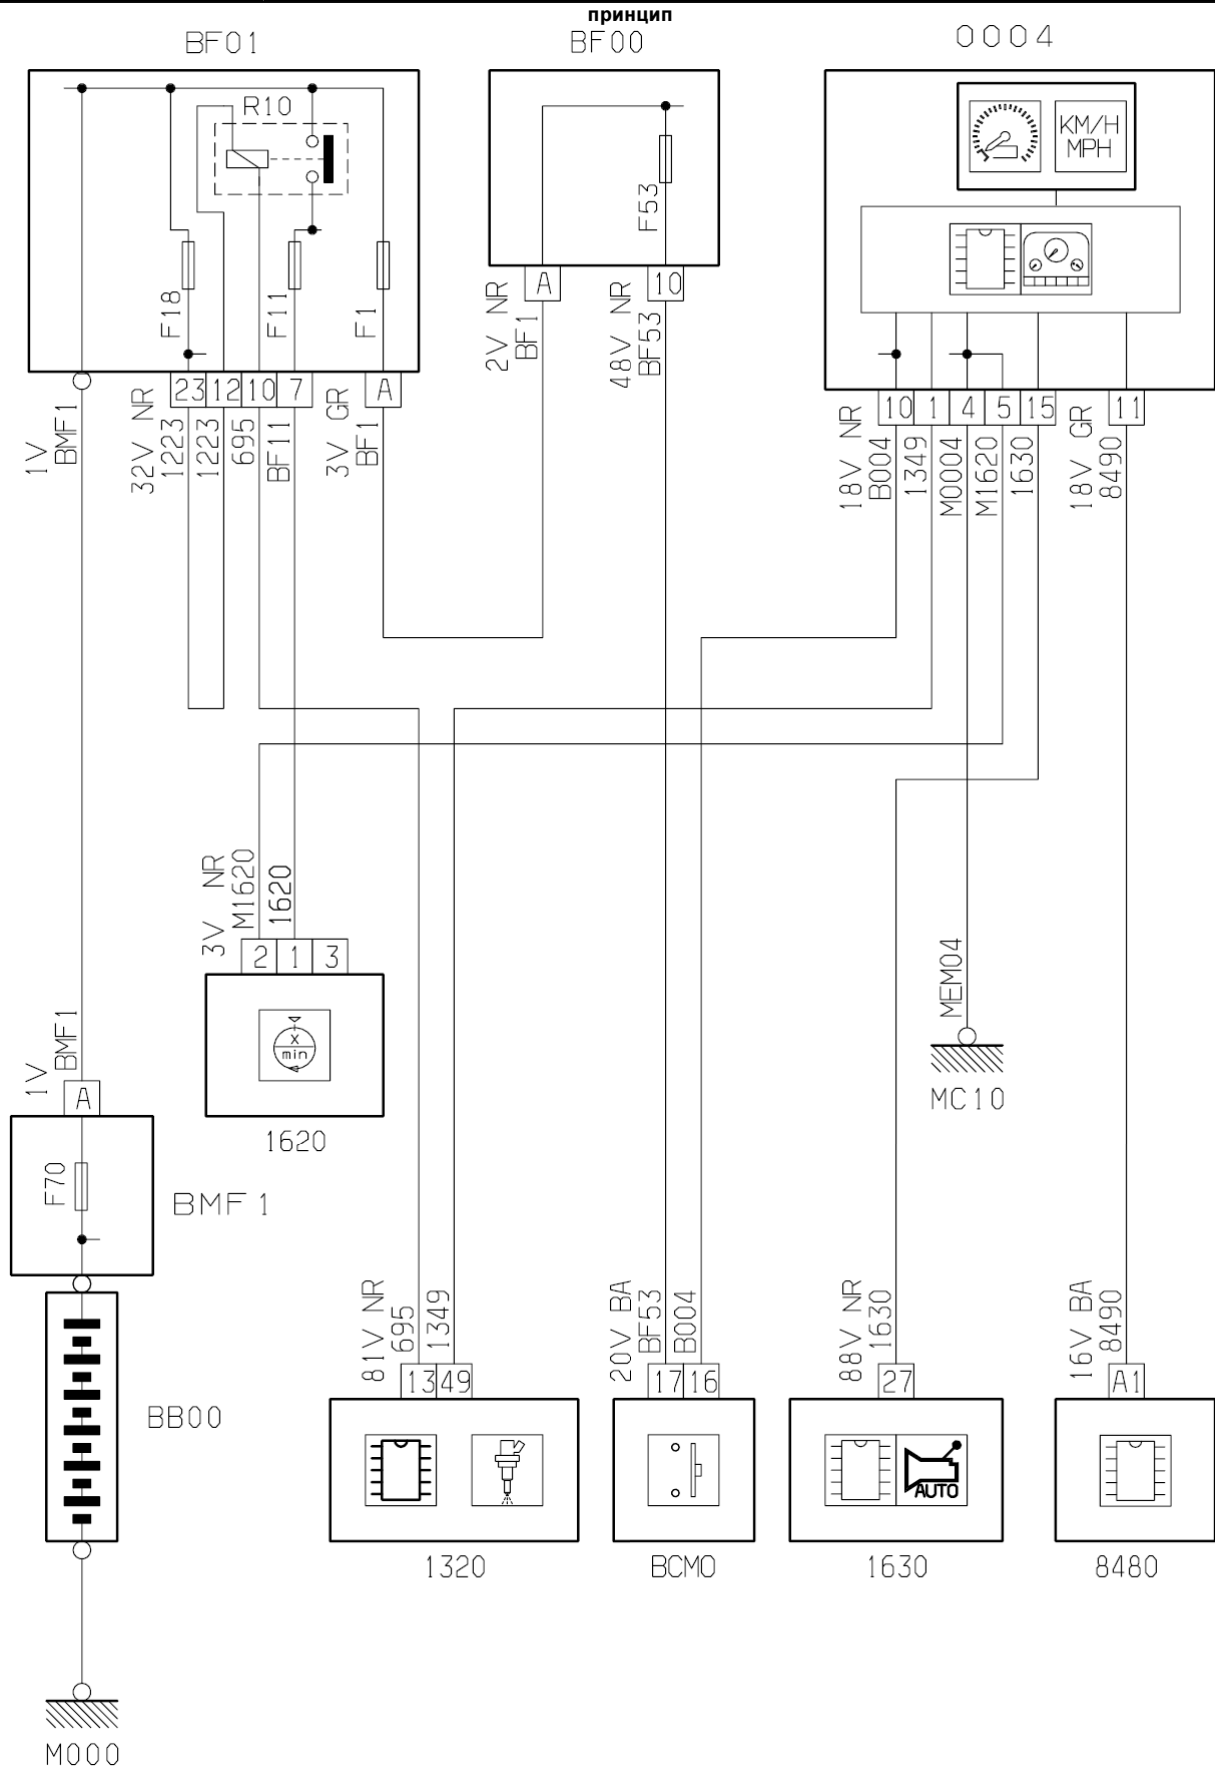 принцип
BF01
BF00
0004
R10
KM/H
MPH
F18
F11
F1
F53
A
10
23
12
10
7
A
10
1
4
5
15
11
1V
BMF1
32V NR
1223
1223
695
BF11
3V GR
BF1
2V NR
BF1
48V NR
BF53
18V NR
B004
1349
M0004
M1620
1630
18V GR
8490
3V NR
M1620
1620
2
1
3
X
min
1620
MEM04
MC10
1V
BMF1
A
F70
BMF1
BB00
M000
81V NR
695
1349
13
49
1320
20V BA
BF53
B004
17
16
BCM0
88V NR
1630
27
AUTO
1630
16V BA
8490
A1
8480